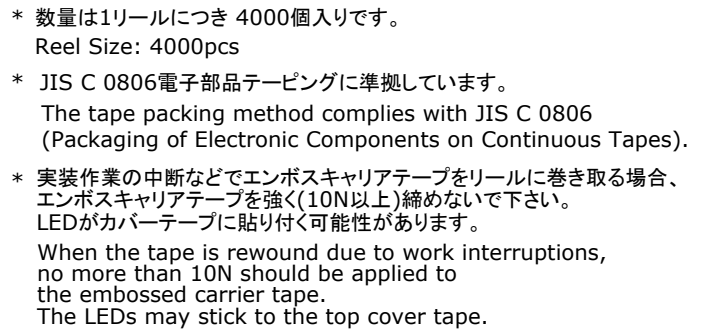 * 数量は1リールにつき 4000個入りです。
Reel Size: 4000pcs
* JIS C 0806電子部品テーピングに準拠しています。
The tape packing method complies with JIS C 0806
(Packaging of Electronic Components on Continuous Tapes).
* 実装作業の中断などでエンボスキャリアテープをリールに巻き取る場合、
エンボスキャリアテープを強く(10N以上)締めないで下さい。
LEDがカバーテープに貼り付く可能性があります。
When the tape is rewound due to work interruptions,
no more than 10N should be applied to
the embossed carrier tape.
The LEDs may stick to the top cover tape.